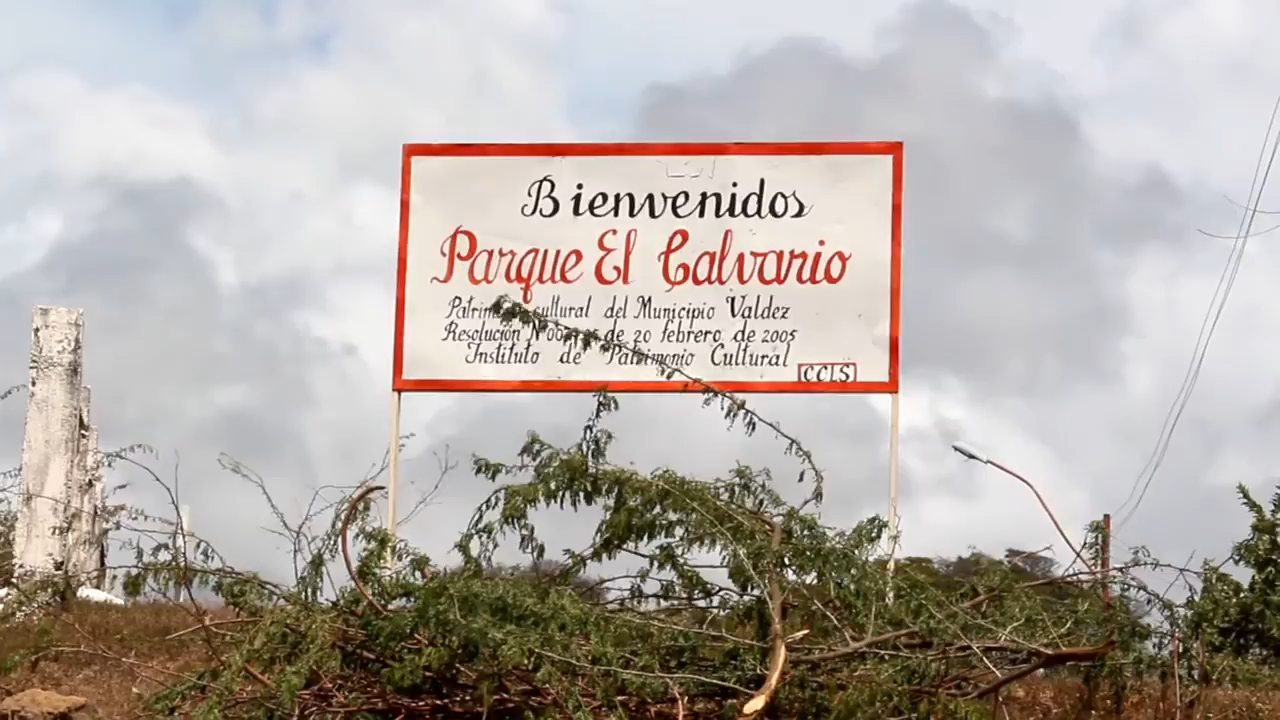 Bienvenidos
Parque El Calvario
cultural del Municipio Valdez
Resolución de 20 febrero de 2005
Instituto de Patrimonio Cultural
CCLS